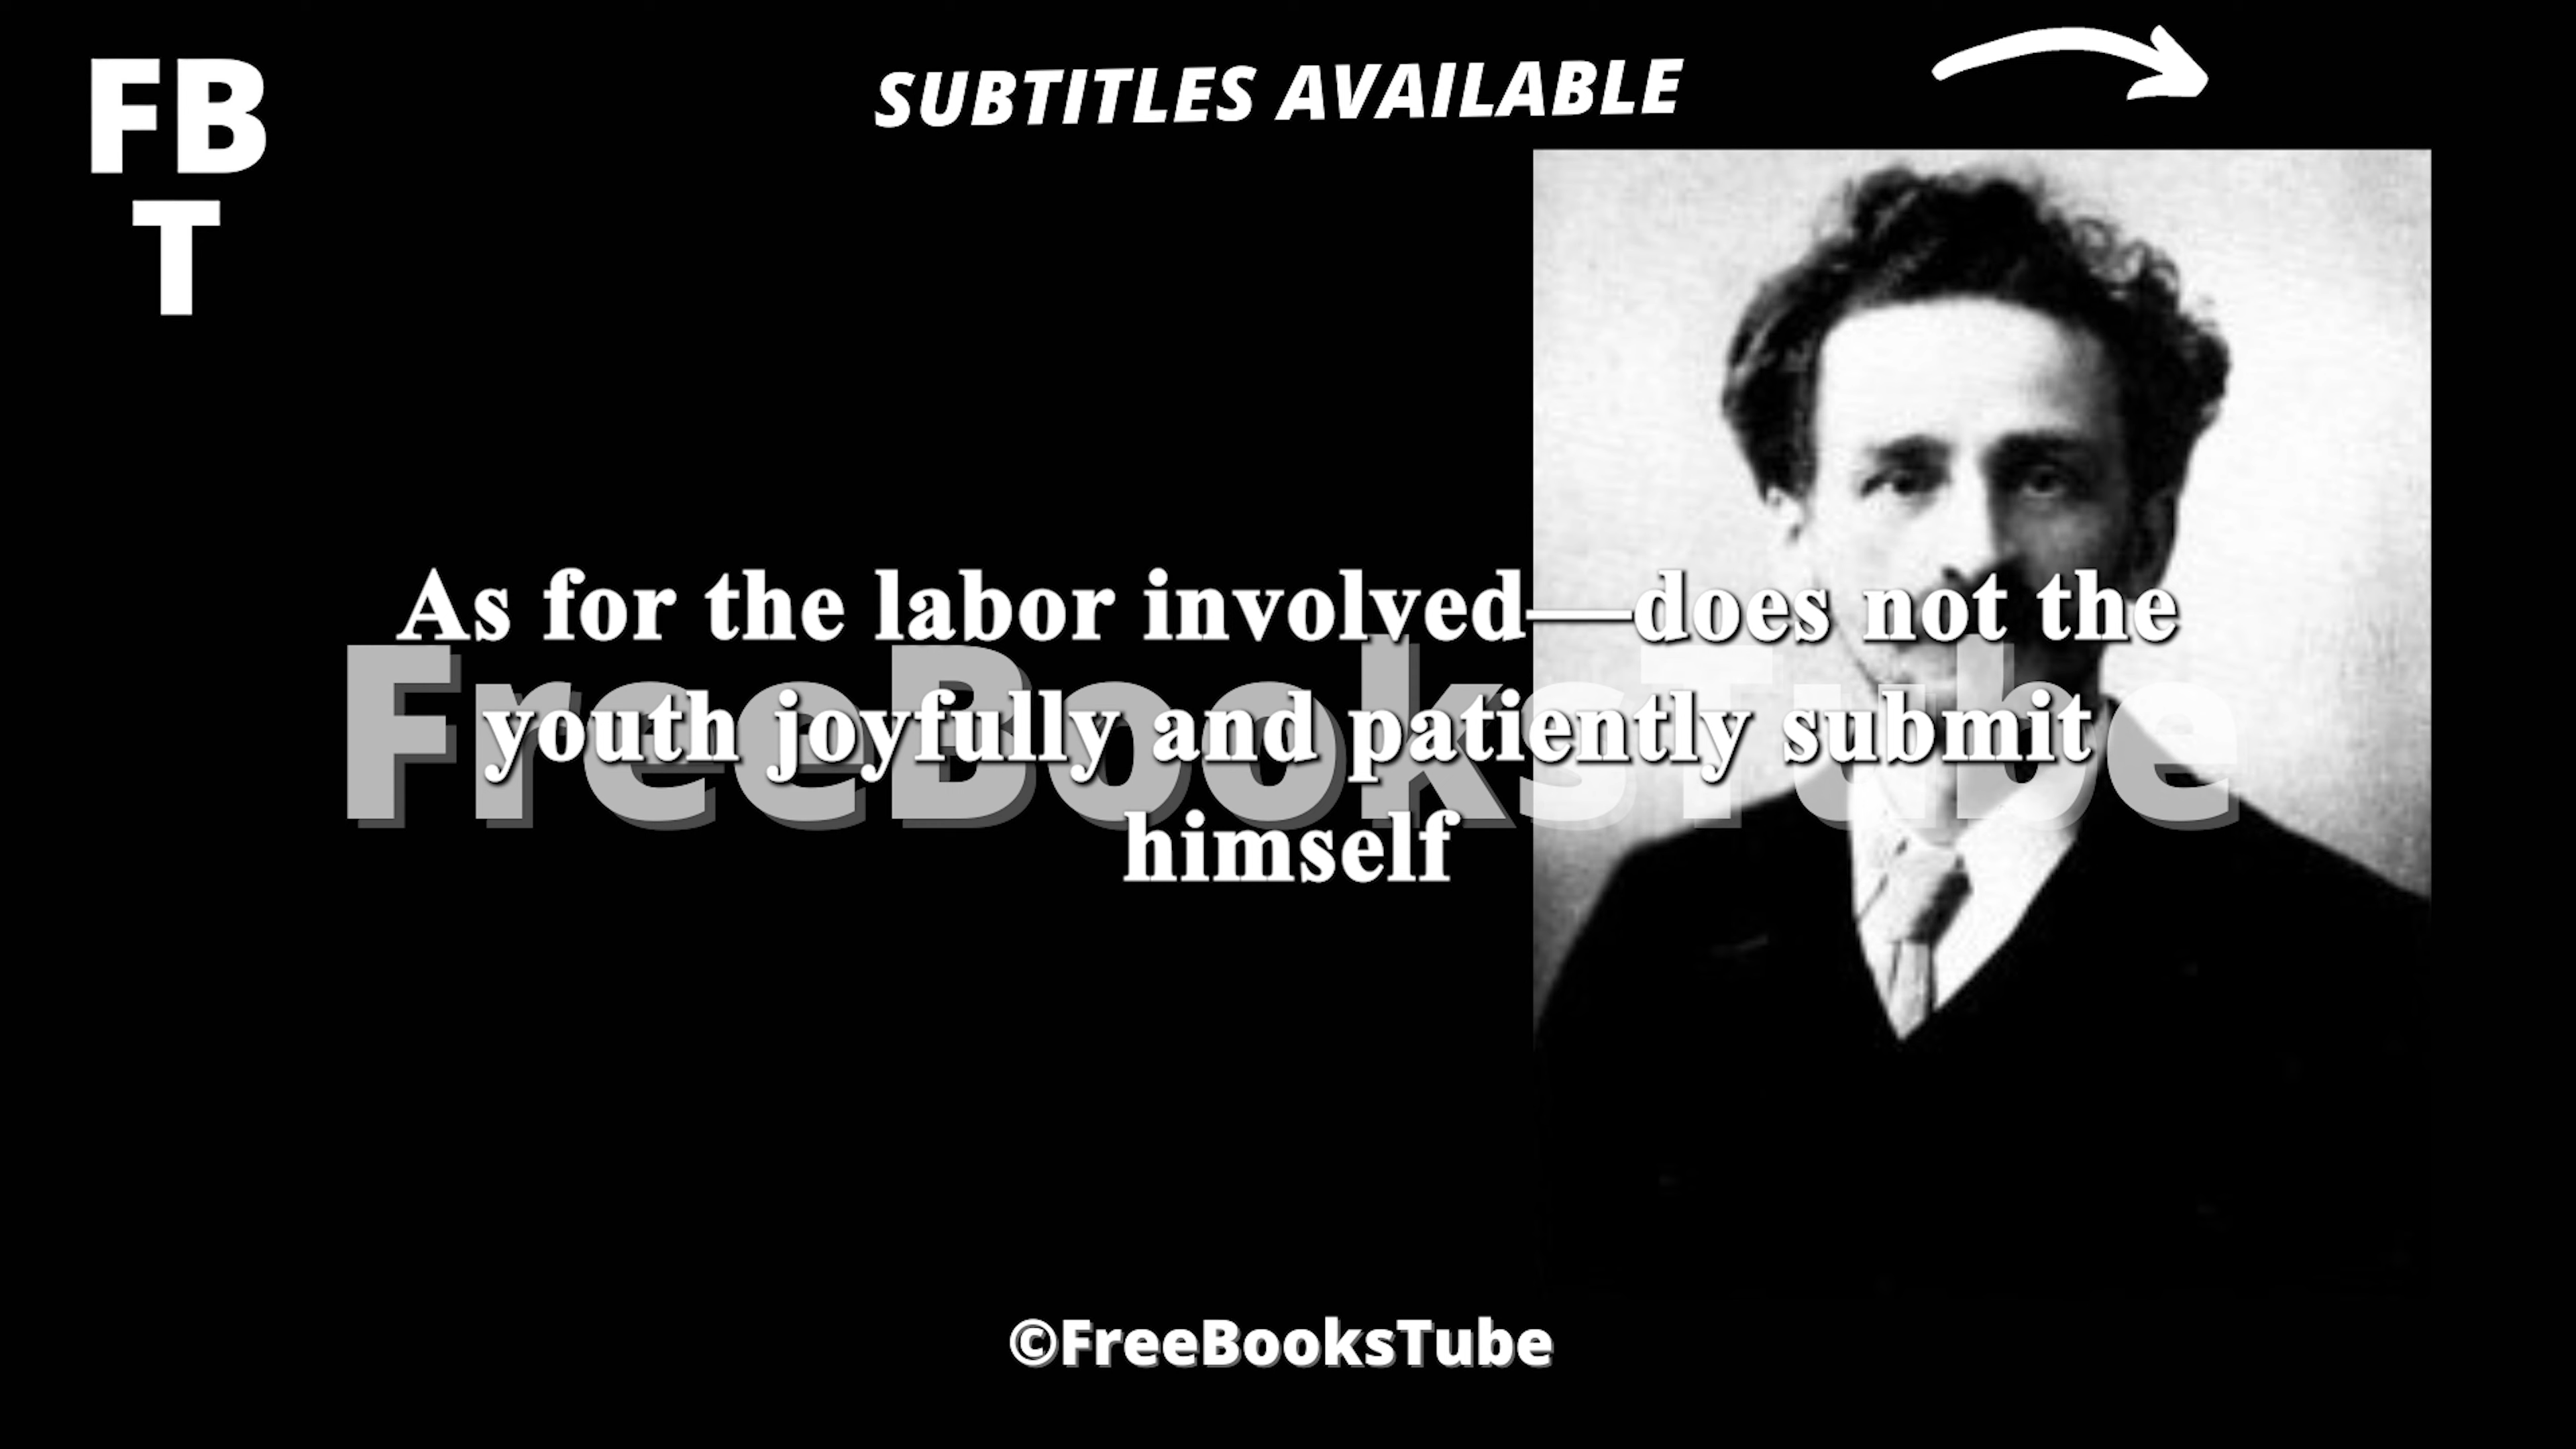 FB
T
SUBTITLES AVAILABLE
As for the labor involved—does not the
FreeBooksTube
youth joyfully and patiently submit
himself
©FreeBooksTube